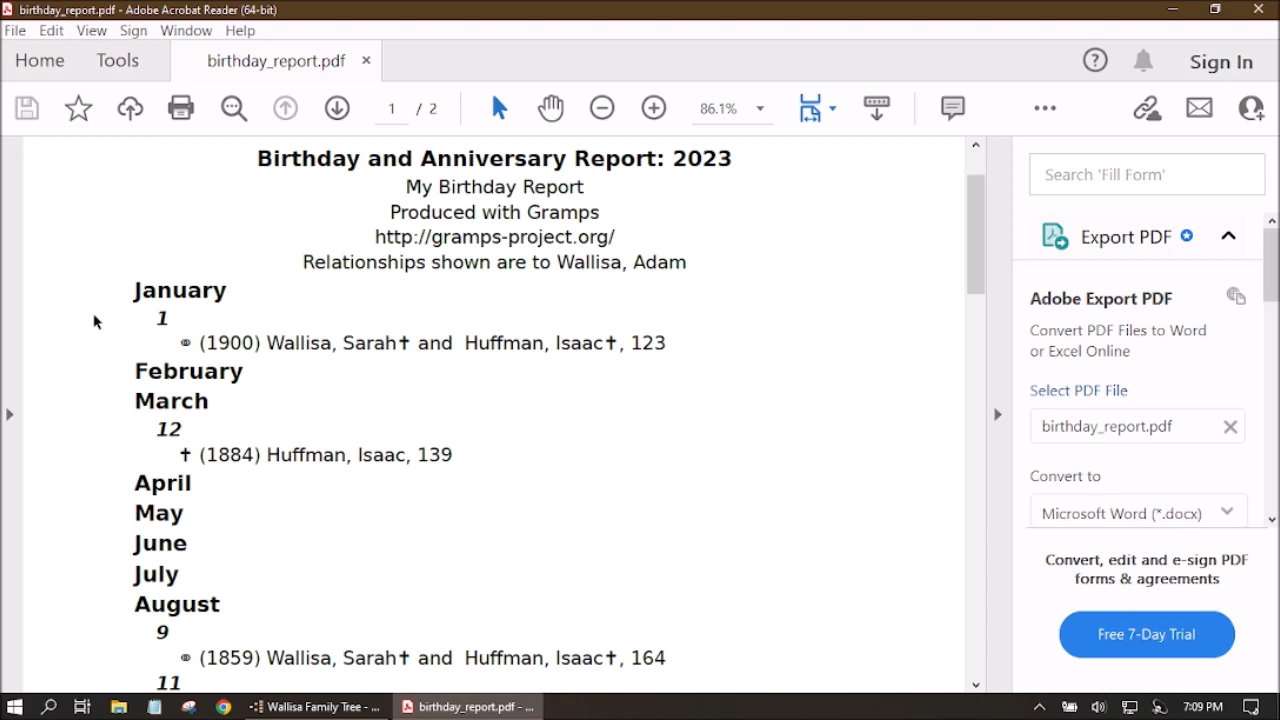 birthday_report.pdf - Adobe Acrobat Reader (64-bit)
File Edit View Sign Window Help
Home Tools birthday_report.pdf × Sign In
1 / 2 86.1%
Birthday and Anniversary Report: 2023
My Birthday Report
Produced with Gramps
http://gramps-project.org/
Relationships shown are to Wallisa, Adam
January
1
⚭ (1900) Wallisa, Sarah✝ and Huffman, Isaac✝, 123
February
March
12
✝ (1884) Huffman, Isaac, 139
April
May
June
July
August
9
⚭ (1859) Wallisa, Sarah✝ and Huffman, Isaac✝, 164
11
Search 'Fill Form'
Export PDF
Adobe Export PDF
Convert PDF Files to Word
or Excel Online
Select PDF File
birthday_report.pdf
Convert to
Microsoft Word (*.docx)
Convert, edit and e-sign PDF
forms & agreements
Free 7-Day Trial
Wallisa Family Tree - ... birthday_report.pdf - ... 7:09 PM